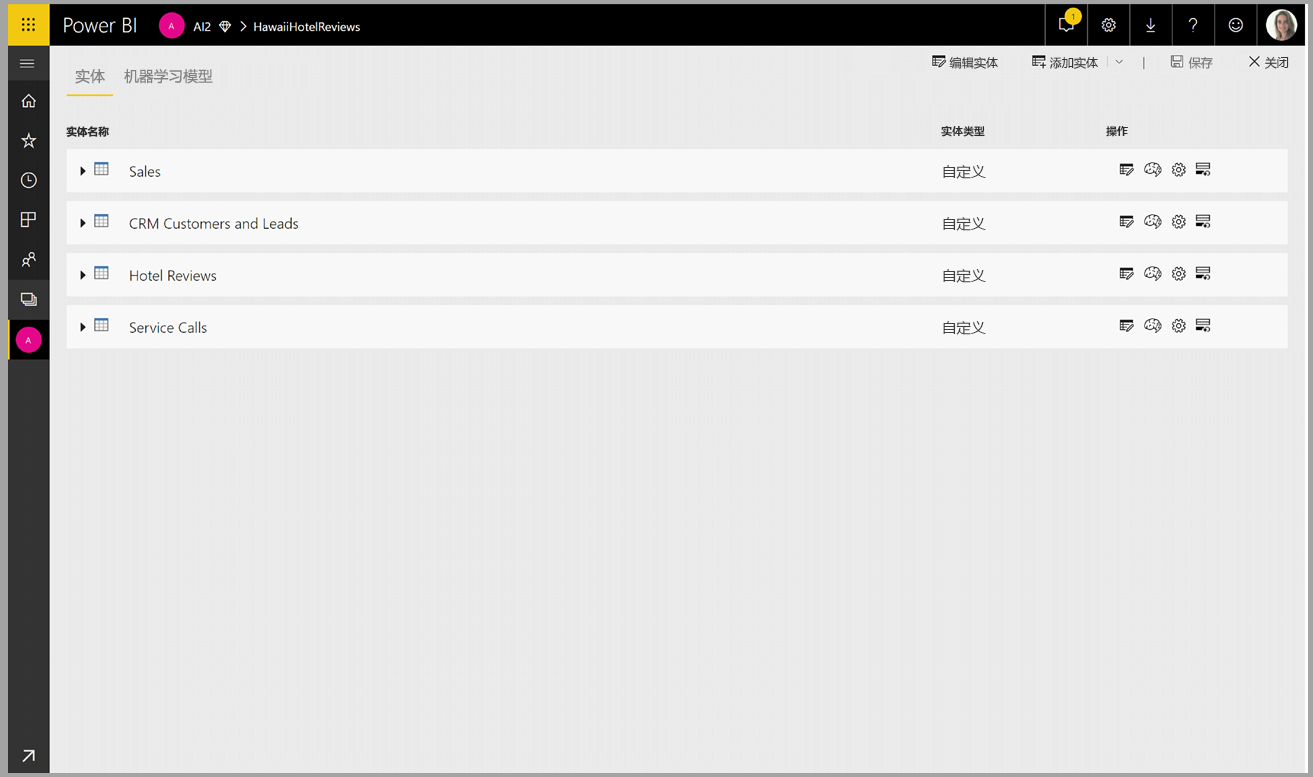 Power BI A AI2 HawaiiHotelReviews 1 ?
实体 机器学习模型 编辑实体 添加实体 | 保存 关闭
实体名称 实体类型 操作
Sales 自定义
CRM Customers and Leads 自定义
Hotel Reviews 自定义
Service Calls 自定义
A